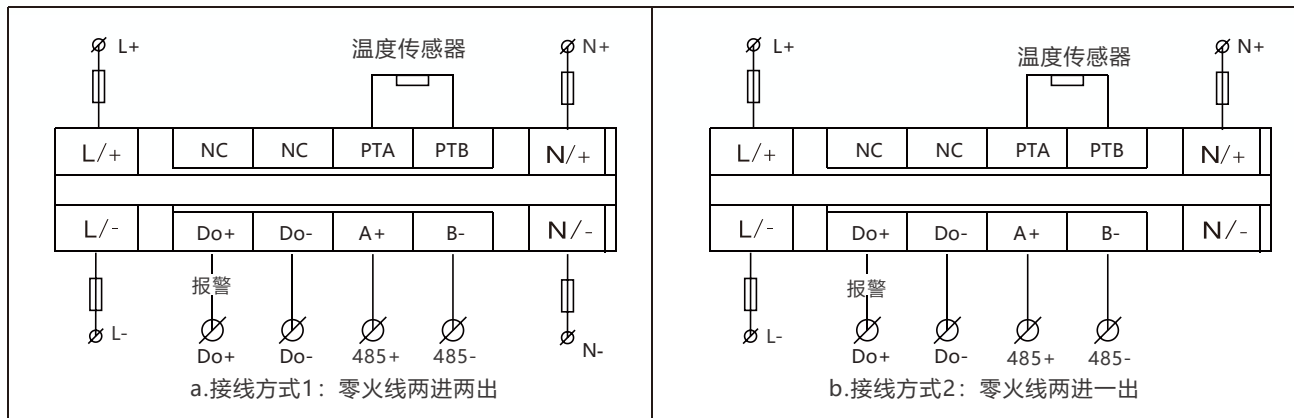 L+ 温度传感器 N+
L/+ NC NC PTA PTB N/+
L/- Do+ Do- A+ B- N/-
报警
L- Do+ Do- 485+ 485- N-
a.接线方式1：零火线两进两出
L+ 温度传感器 N+
L/+ NC NC PTA PTB N/+
L/- Do+ Do- A+ B- N/-
报警
L- Do+ Do- 485+ 485-
b.接线方式2：零火线两进一出